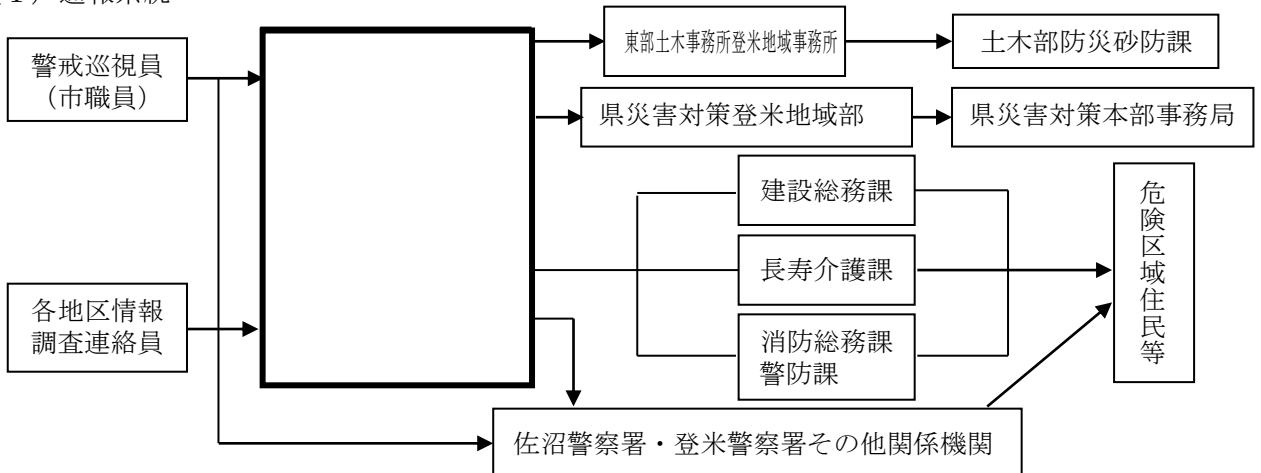 東部土木事務所登米地域事務所
土木部防災砂防課
警戒巡視員
（市職員）
県災害対策登米地域部
県災害対策本部事務局
建設総務課
長寿介護課
消防総務課
警防課
危険区域住民等
各地区情報
調査連絡員
佐沼警察署・登米警察署その他関係機関